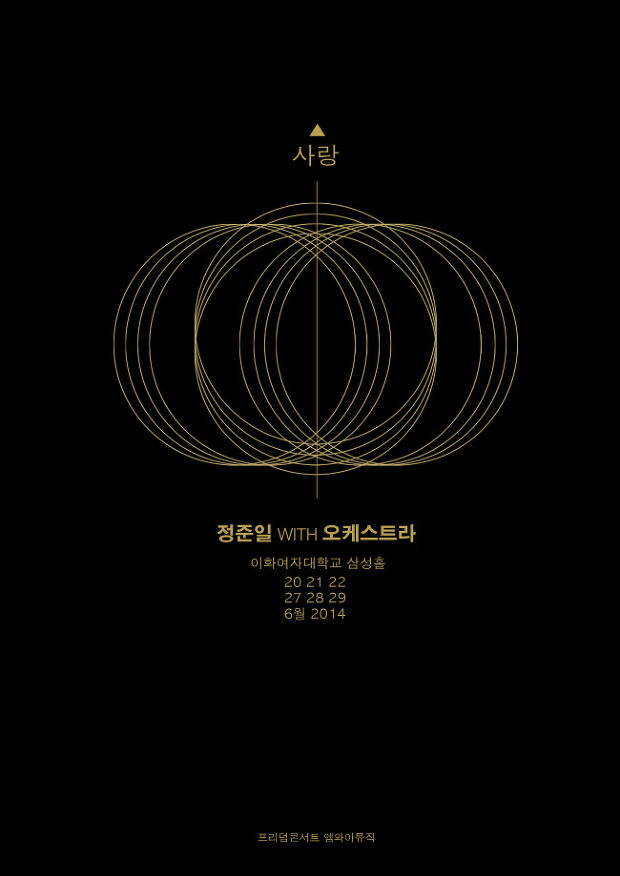 사랑
정준일 WITH 오케스트라
이화여자대학교 삼성홀
20 21 22
27 28 29
6월 2014
프리덤콘서트 엠와이뮤직